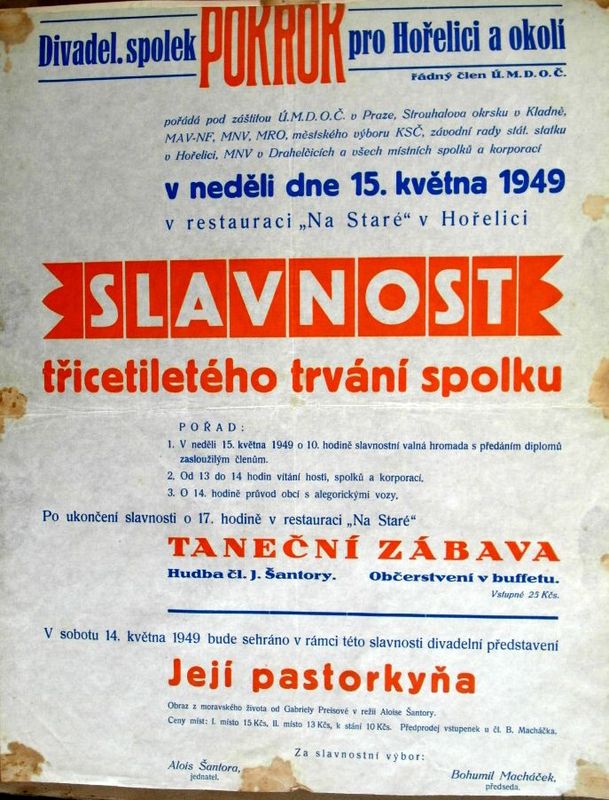 Divadel. spolek POKROK pro Hořelici a okolí
řádný člen Ú.M.D.O.Č.
pořádá pod záštitou Ú.M.D.O.Č. v Praze, Strouhalova okrsku v Kladně,
MAV-NF, MNV, MRO, městského výboru KSČ, závodní rady stát. statku
v Hořelici, MNV v Drahelčicích a všech místních spolků a korporací
v neděli dne 15. května 1949
v restauraci „Na Staré“ v Hořelici
SLAVNOST
třicetiletého trvání spolku
POŘAD:
1. V neděli 15. května 1949 o 10. hodině slavnostní valná hromada s předáním diplomů
zasloužilým členům.
2. Od 13 do 14 hodin vítání hostí, spolků a korporací.
3. O 14. hodině průvod obcí s alegorickými vozy.
Po ukončení slavnosti o 17. hodině v restauraci „Na Staré“
TANEČNÍ ZÁBAVA
Hudba čl. J. Šantory. Občerstvení v buffetu.
Vstupné 25 Kčs.
V sobotu 14. května 1949 bude sehráno v rámci této slavnosti divadelní představení
Její pastorkyňa
Obraz z moravského života od Gabriely Preisové v režii Aloise Šantory.
Ceny míst: I. místo 15 Kčs, II. místo 13 Kčs, k stání 10 Kčs. Předprodej vstupenek u čl. B. Macháčka.
Za slavnostní výbor:
Alois Šantora,
jednatel.
Bohumil Macháček,
předseda.